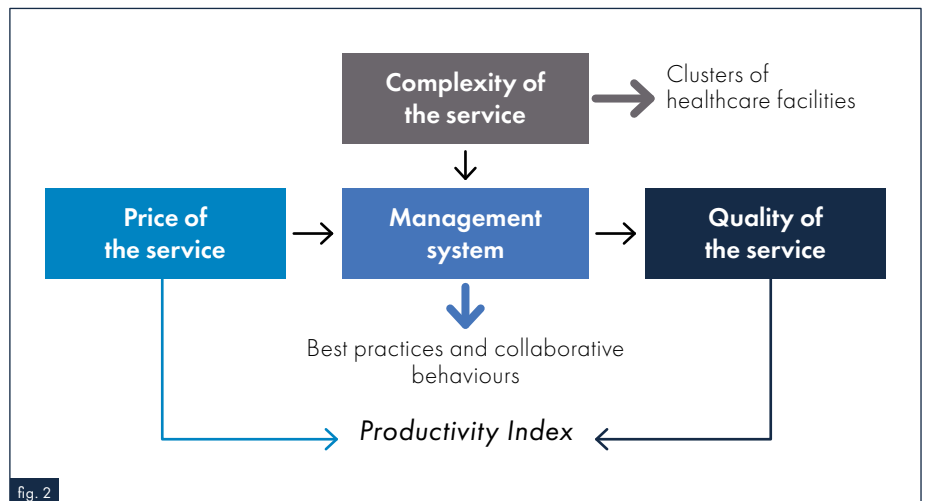 Complexity of
the service
Clusters of
healthcare facilities
Price of
the service
Management
system
Quality of
the service
Best practices and collaborative
behaviours
Productivity Index
fig. 2